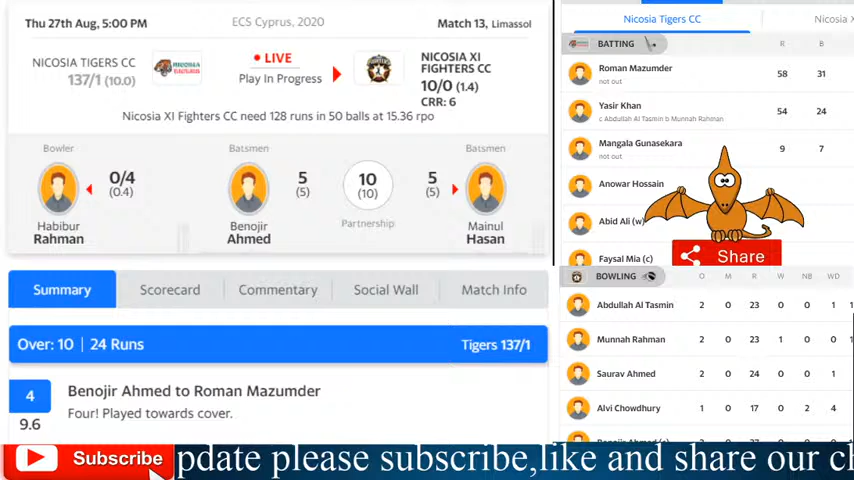 Thu 27th Aug, 5:00 PM
ECS Cyprus, 2020
Match 13, Limassol
NICOSIA TIGERS CC
137/1 (10.0)
LIVE
Play In Progress
NICOSIA XI
FIGHTERS CC
10/0 (1.4)
CRR: 6
Nicosia XI Fighters CC need 128 runs in 50 balls at 15.36 rpo
Bowler
Batsmen
Batsmen
0/4
(0.4)
5
(5)
10
(10)
5
(5)
Partnership
Habibur
Rahman
Benojir
Ahmed
Mainul
Hasan
Summary
Scorecard
Commentary
Social Wall
Match Info
Over: 10 | 24 Runs
Tigers 137/1
4
9.6
Benojir Ahmed to Roman Mazumder
Four! Played towards cover.
Nicosia Tigers CC
Nicosia X
BATTING R B
Roman Mazumder 58 31
not out
Yasir Khan 54 24
c Abdullah Al Tasmin b Munnah Rahman
Mangala Gunasekara 9 7
not out
Anowar Hossain
Abid Ali (w)
Faysal Mia (c)
Share
BOWLING O M R W NB WD
Abdullah Al Tasmin 2 0 23 0 0 1
Munnah Rahman 2 0 23 1 0 0
Saurav Ahmed 2 0 24 0 0 1
Alvi Chowdhury 1 0 17 0 2 4
Subscribe
pdate please subscribe,like and share our ch